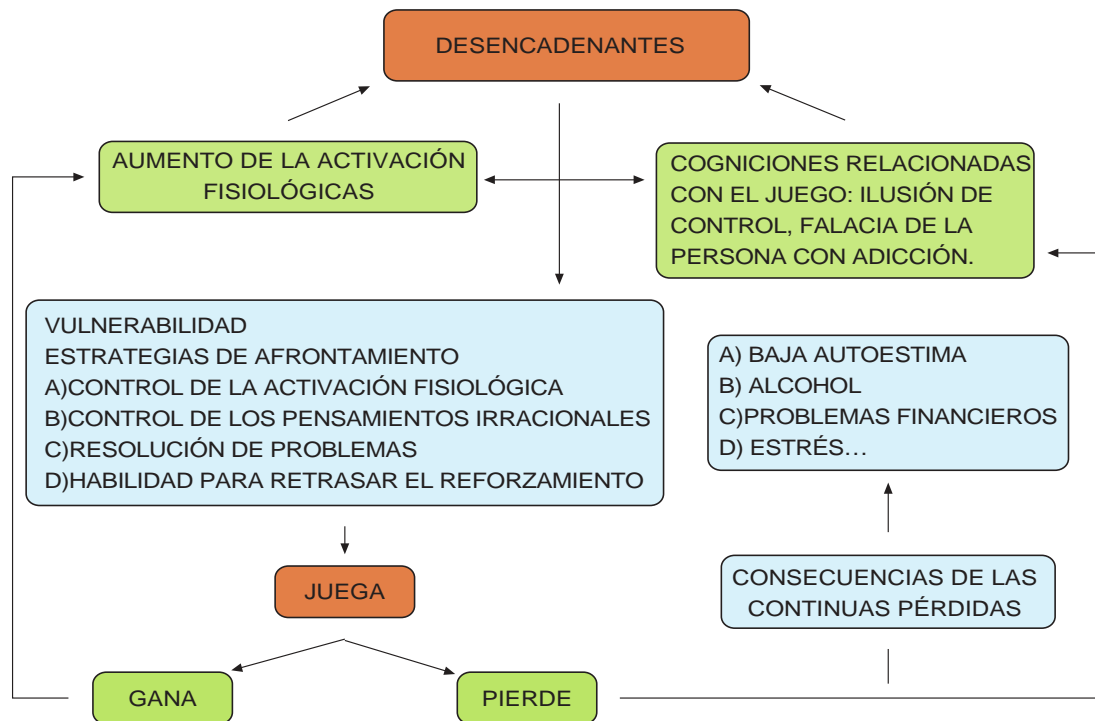 DESENCADENANTES
AUMENTO DE LA ACTIVACIÓN
FISIOLÓGICAS
COGNICIONES RELACIONADAS
CON EL JUEGO: ILUSIÓN DE
CONTROL, FALACIA DE LA
PERSONA CON ADICCIÓN.
VULNERABILIDAD
ESTRATEGIAS DE AFRONTAMIENTO
A)CONTROL DE LA ACTIVACIÓN FISIOLÓGICA
B)CONTROL DE LOS PENSAMIENTOS IRRACIONALES
C)RESOLUCIÓN DE PROBLEMAS
D)HABILIDAD PARA RETRASAR EL REFORZAMIENTO
A) BAJA AUTOESTIMA
B) ALCOHOL
C)PROBLEMAS FINANCIEROS
D) ESTRÉS…
JUEGA
CONSECUENCIAS DE LAS
CONTINUAS PÉRDIDAS
GANA
PIERDE